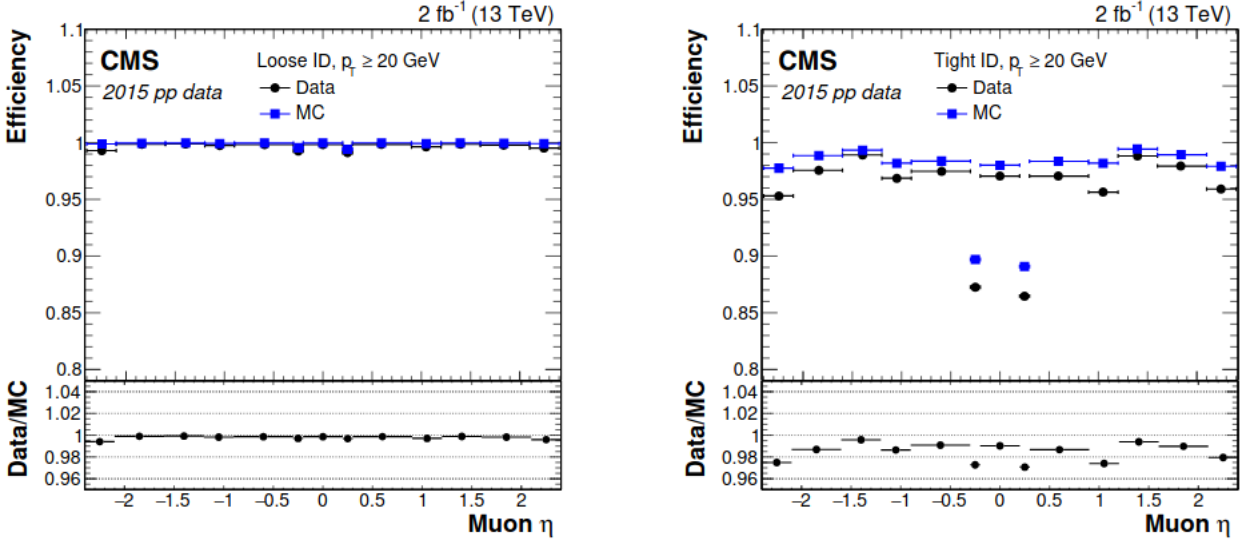 2 fb⁻¹ (13 TeV)
Efficiency
1.1
1.05
1
0.95
0.9
0.85
0.8
CMS
2015 pp data
Loose ID, p_T ≥ 20 GeV
Data
MC
Data/MC
1.04
1.02
1
0.98
0.96
−2
−1.5
−1
−0.5
0
0.5
1
1.5
2
Muon η
2 fb⁻¹ (13 TeV)
Efficiency
1.1
1.05
1
0.95
0.9
0.85
0.8
CMS
2015 pp data
Tight ID, p_T ≥ 20 GeV
Data
MC
Data/MC
1.04
1.02
1
0.98
0.96
−2
−1.5
−1
−0.5
0
0.5
1
1.5
2
Muon η